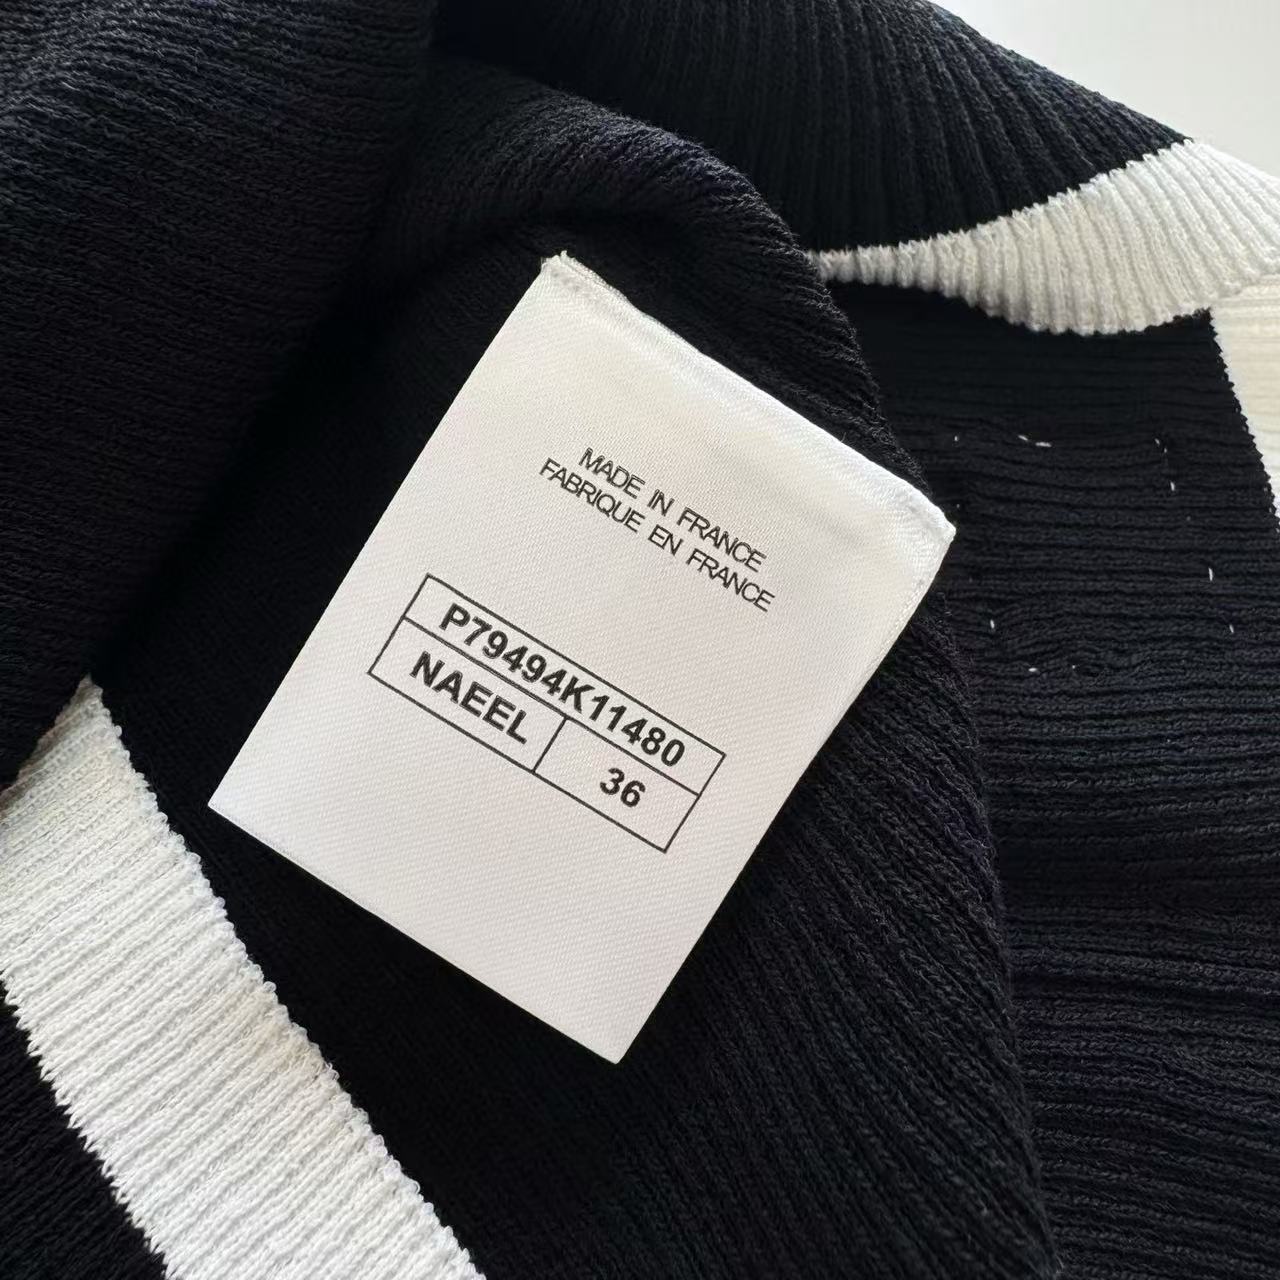 MADE IN FRANCE
FABRIQUE EN FRANCE
P79494K11480
NAEEL 36